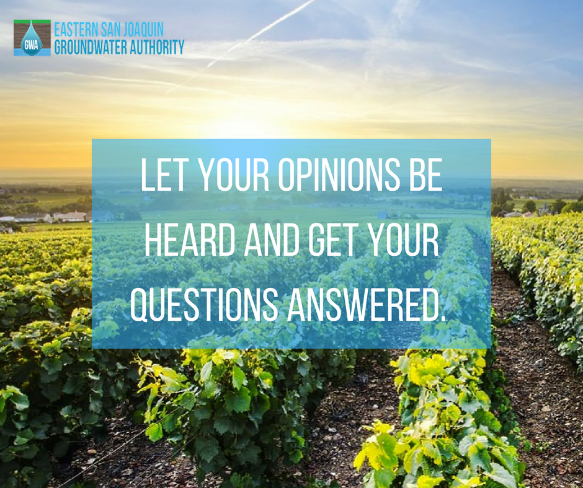 GWA
EASTERN SAN JOAQUIN
GROUNDWATER AUTHORITY
LET YOUR OPINIONS BE
HEARD AND GET YOUR
QUESTIONS ANSWERED.